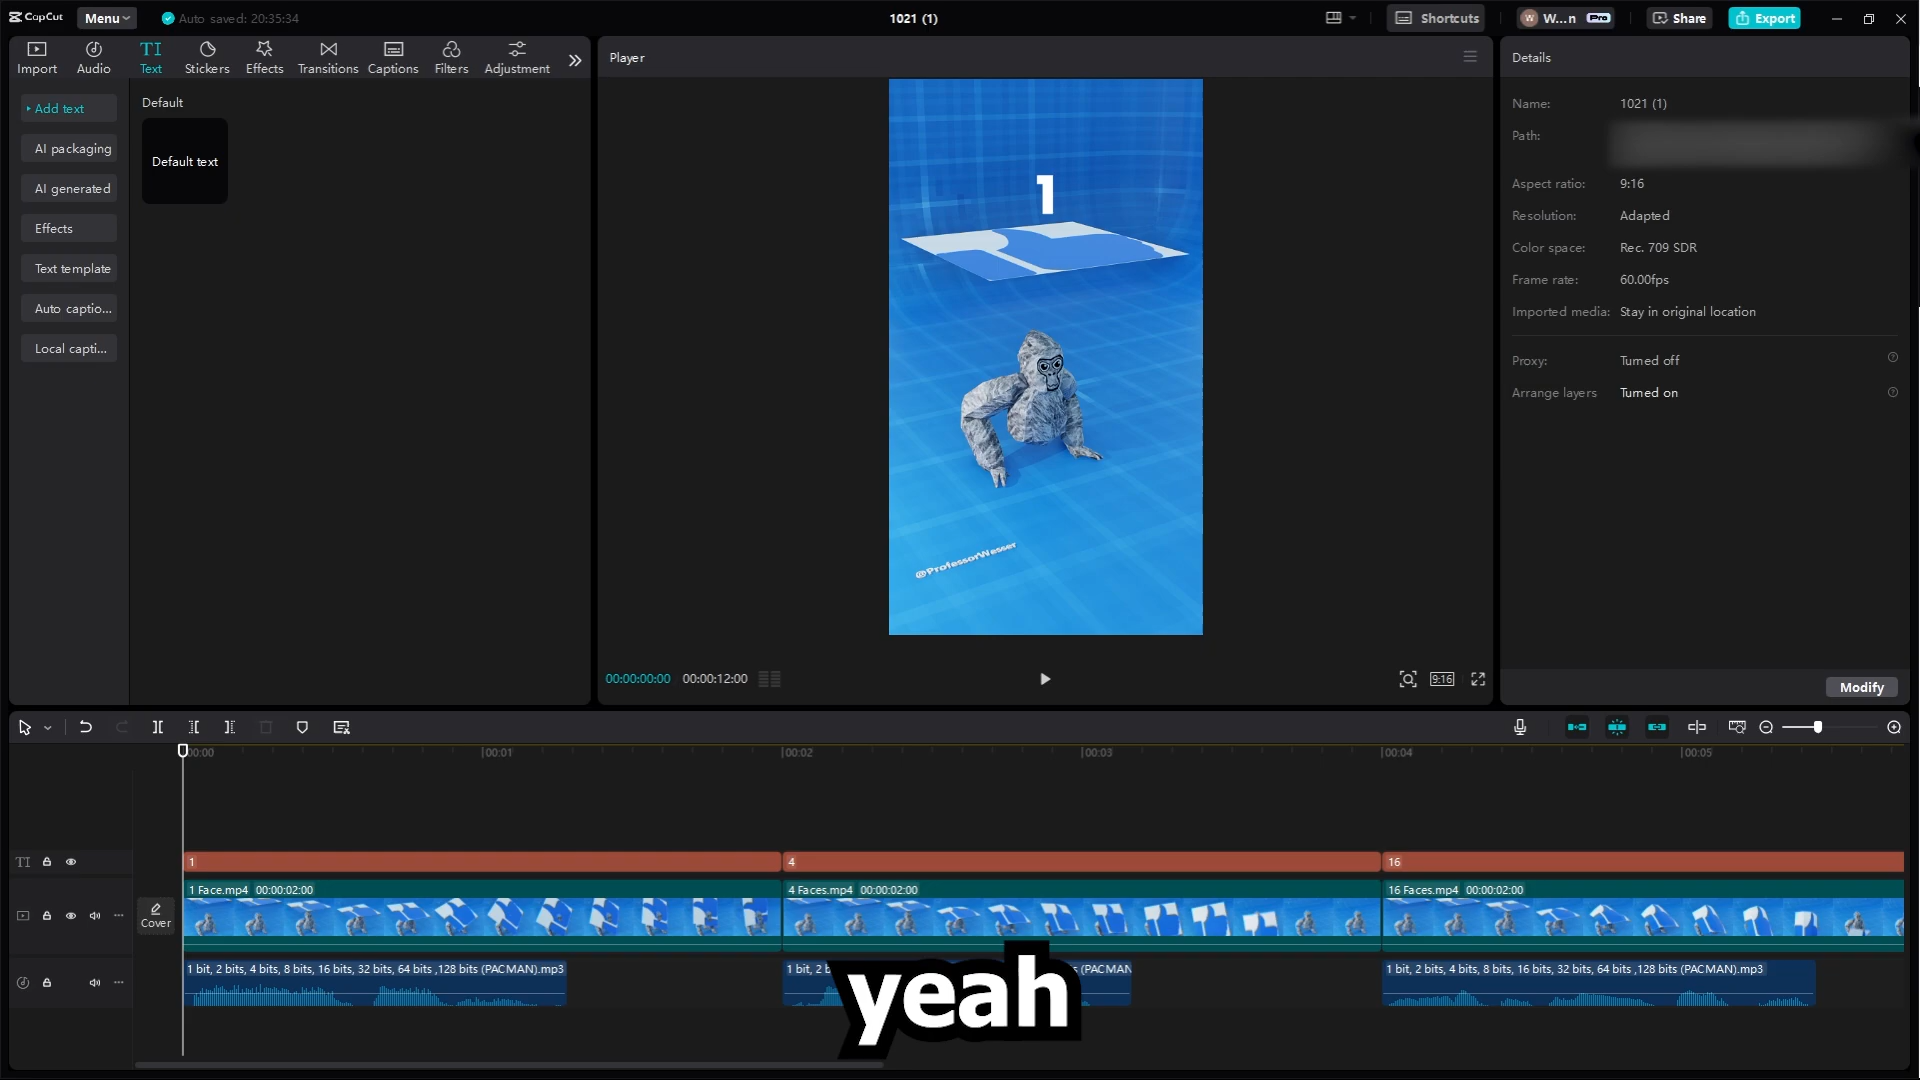 CapCut
Menu
Auto saved: 20:35:34
1021 (1)
Shortcuts
W
W...n
Pro
Share
Export
Import
Audio
TI
Text
Stickers
Effects
Transitions
Captions
Filters
Adjustment
Add text
AI packaging
AI generated
Effects
Text template
Auto captio...
Local capti...
Default
Default text
Player
1
@ProfessorWasser
00:00:00:00
00:00:12:00
9:16
Details
Name: 1021 (1)
Path:
Aspect ratio: 9:16
Resolution: Adapted
Color space: Rec. 709 SDR
Frame rate: 60.00fps
Imported media: Stay in original location
Proxy: Turned off
Arrange layers Turned on
Modify
00:00
00:01
00:02
00:03
00:04
00:05
TI
1
4
16
Cover
1 Face.mp4 00:00:02:00
4 Faces.mp4 00:00:02:00
16 Faces.mp4 00:00:02:00
1 bit, 2 bits, 4 bits, 8 bits, 16 bits, 32 bits, 64 bits ,128 bits (PACMAN).mp3
1 bit, 2 b
s (PACMAN
1 bit, 2 bits, 4 bits, 8 bits, 16 bits, 32 bits, 64 bits ,128 bits (PACMAN).mp3
yeah